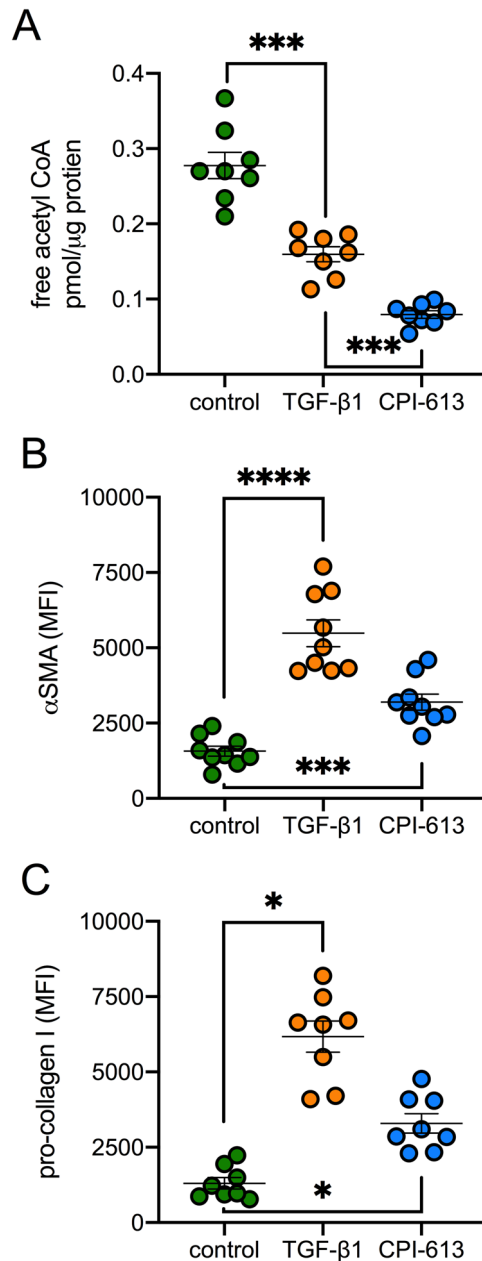 A
***
0.4
0.3
0.2
0.1
0.0
free acetyl CoA
pmol/μg protien
***
control TGF-β1 CPI-613
B
****
10000
7500
5000
2500
0
αSMA (MFI)
***
control TGF-β1 CPI-613
C
*
10000
7500
5000
2500
0
pro-collagen I (MFI)
*
control TGF-β1 CPI-613